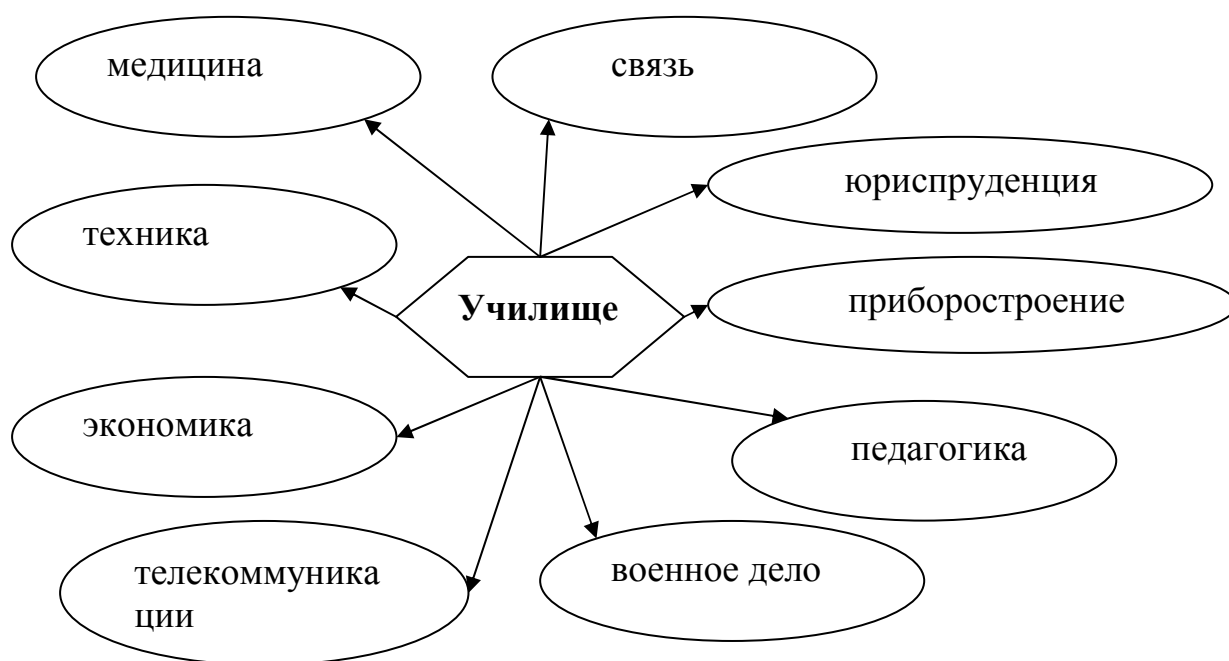 медицина
связь
юриспруденция
техника
Училище
приборостроение
экономика
педагогика
телекоммуника
ции
военное дело